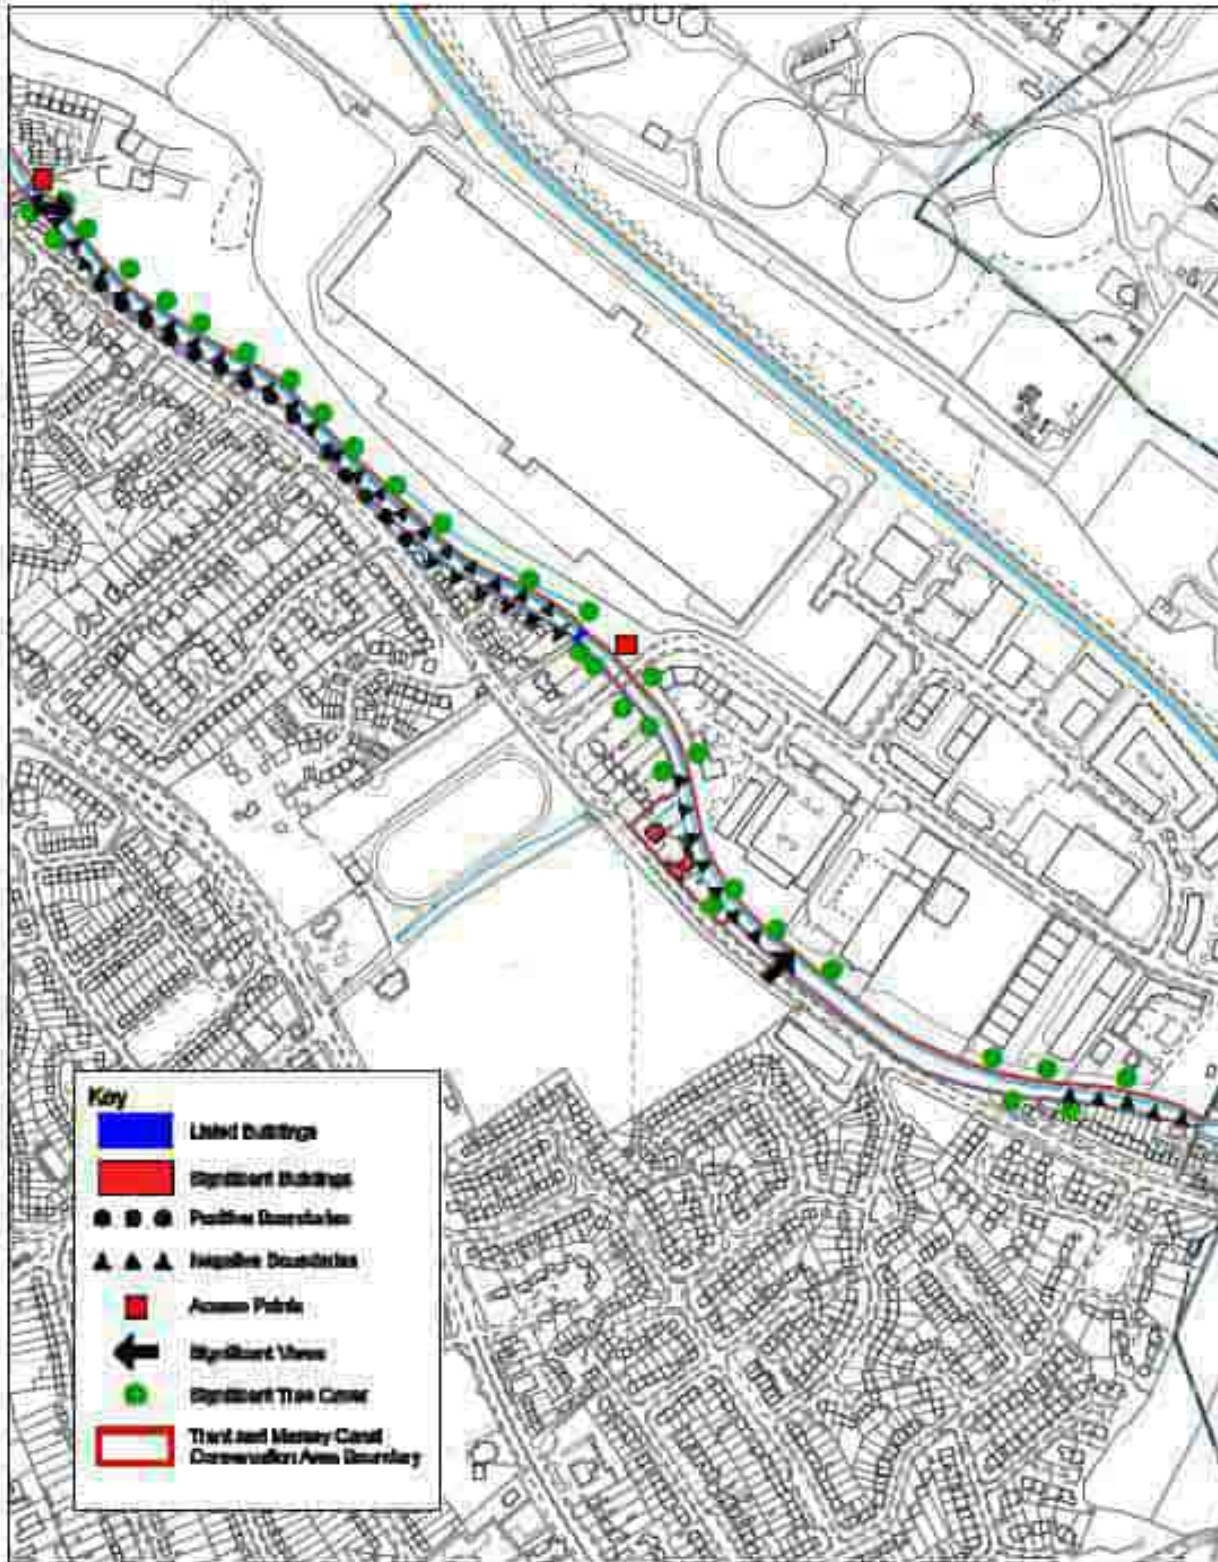 Key
Listed Buildings
Significant Buildings
Positive Boundaries
Negative Boundaries
Access Points
Significant Views
Significant Tree Cover
Trent and Mersey Canal
Conservation Area Boundary